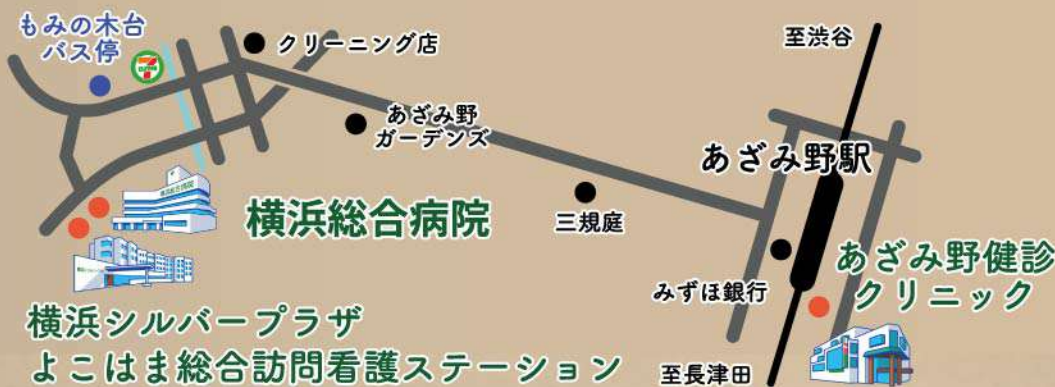 もみの木台
バス停
クリーニング店
至渋谷
あざみ野
ガーデンズ
あざみ野駅
横浜総合病院
三規庭
みずほ銀行
あざみ野健診
クリニック
横浜シルバープラザ
よこはま総合訪問看護ステーション
至長津田